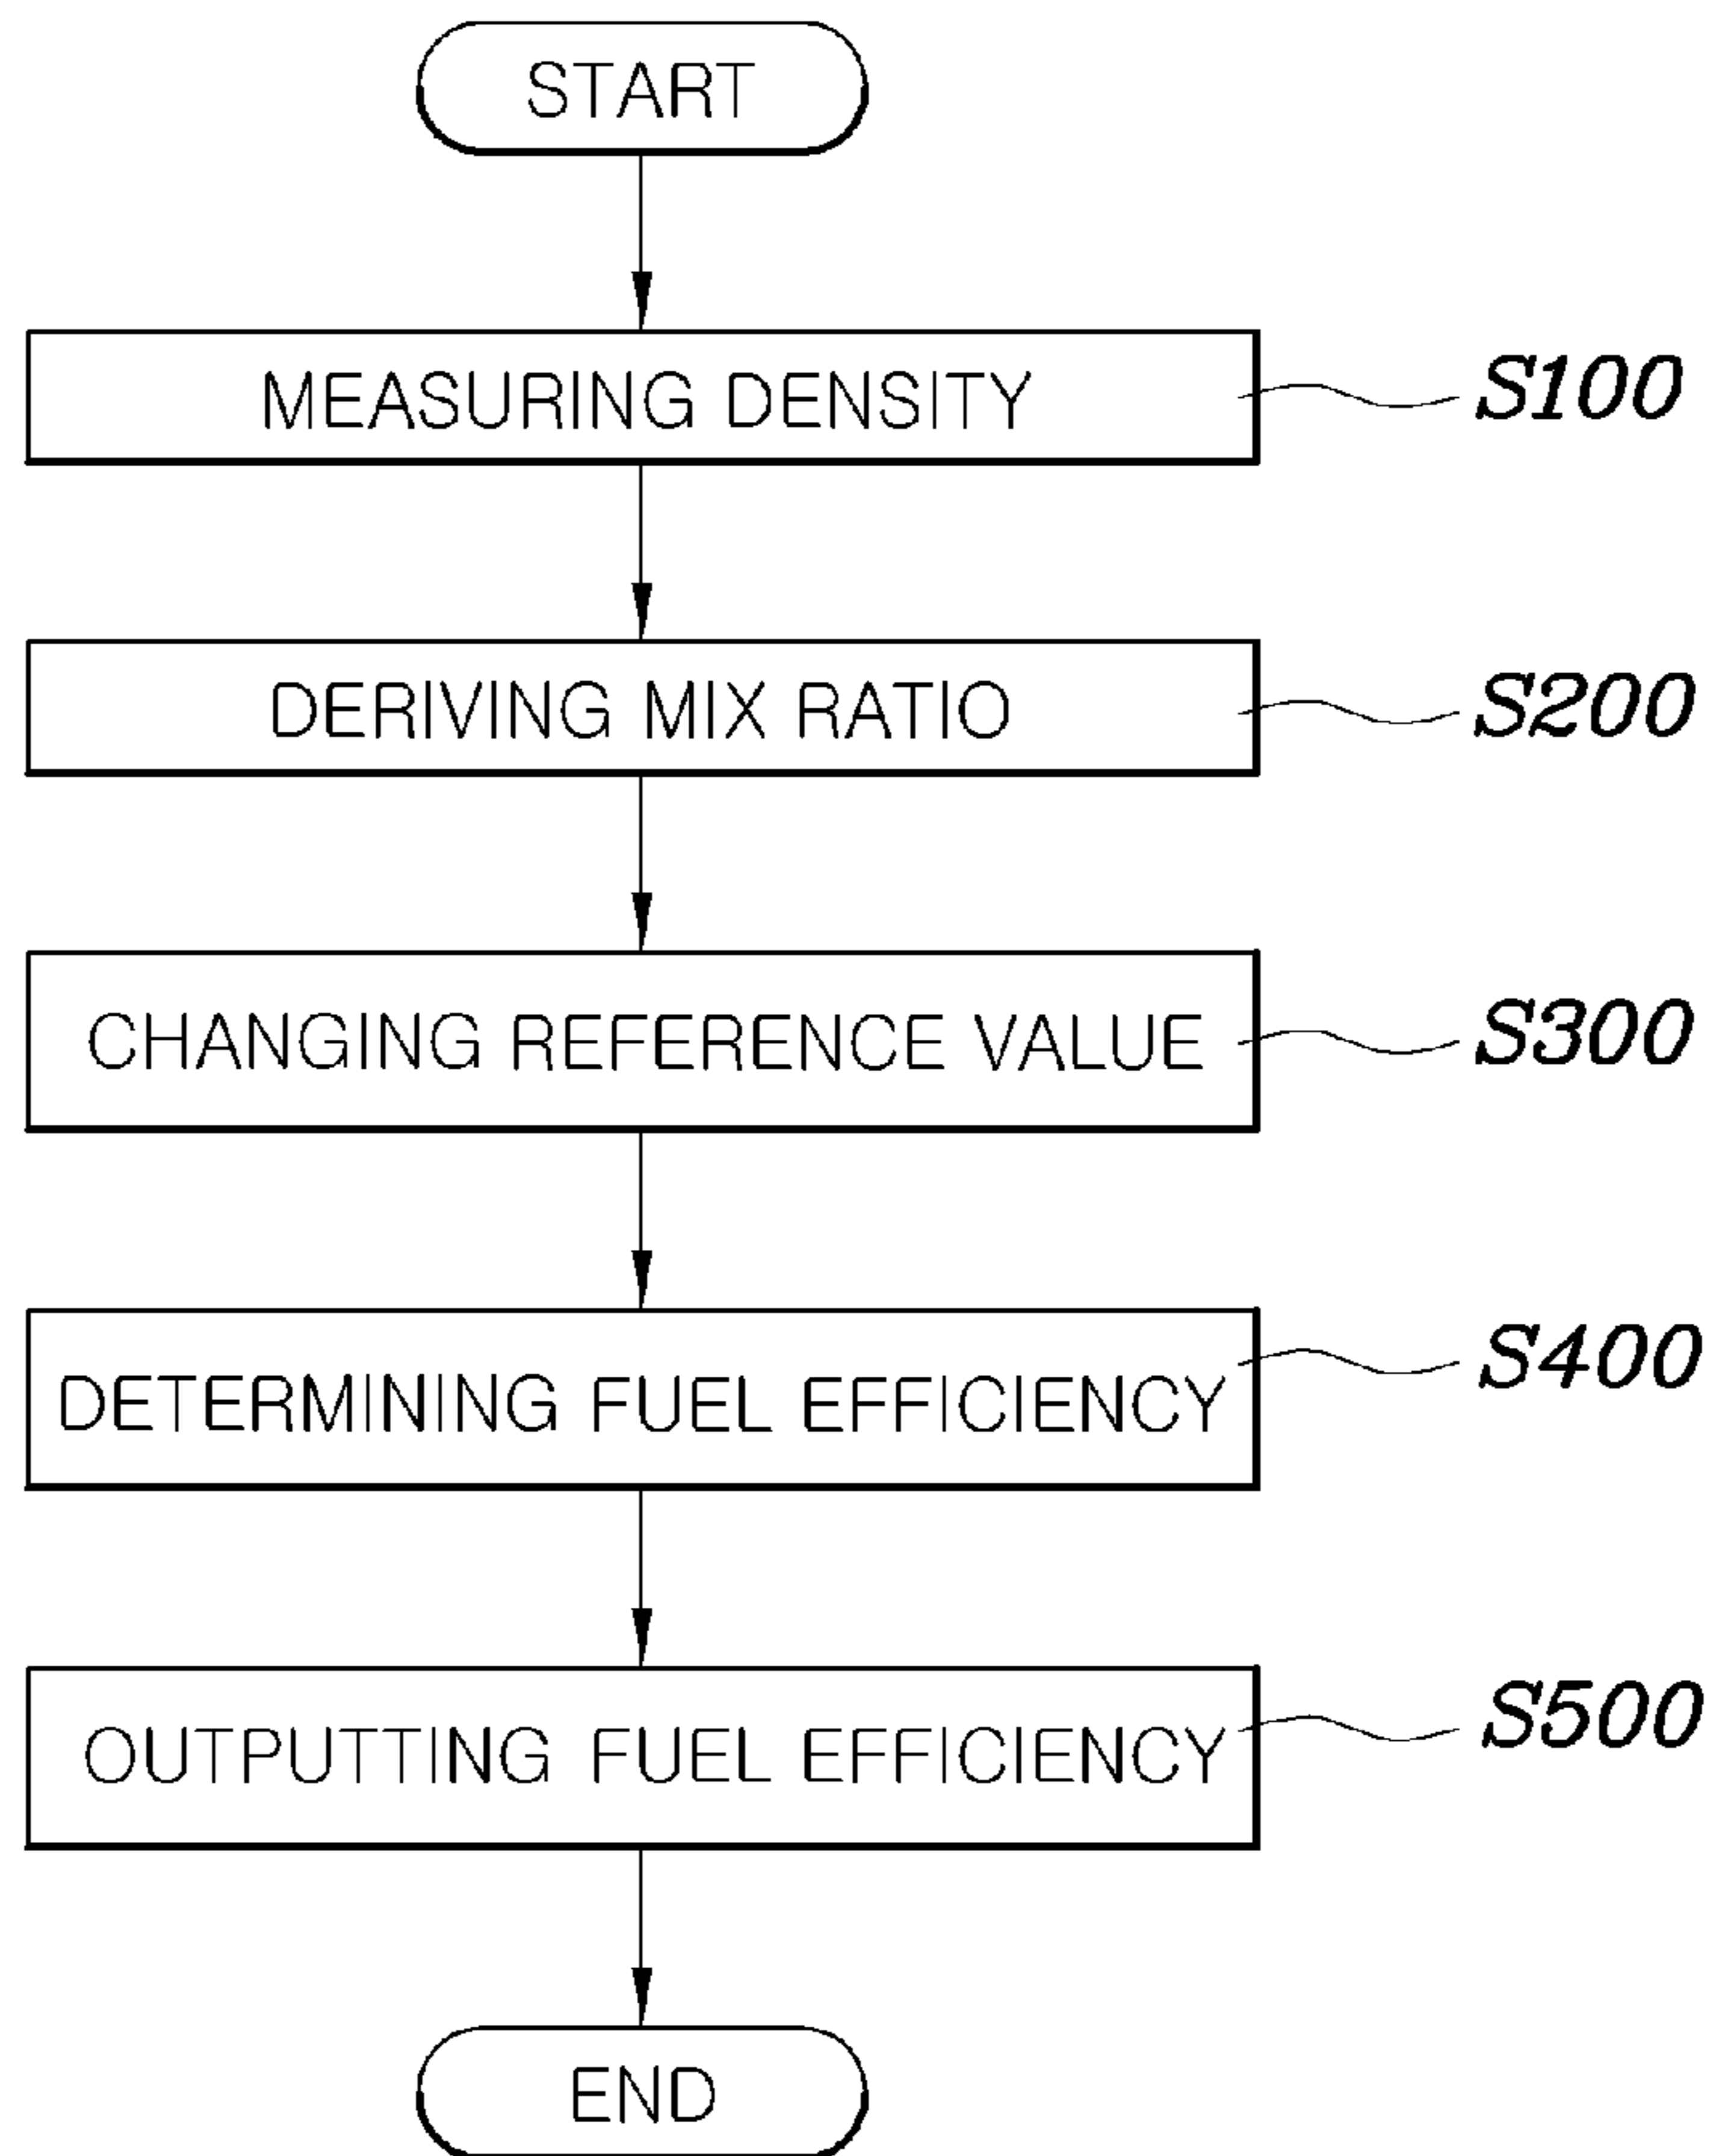 START
MEASURING DENSITY
S100
DERIVING MIX RATIO
S200
CHANGING REFERENCE VALUE
S300
DETERMINING FUEL EFFICIENCY
S400
OUTPUTTING FUEL EFFICIENCY
S500
END